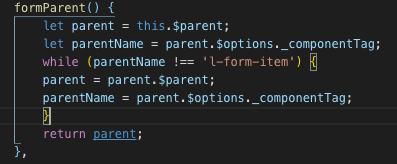 formParent() {
let parent = this.$parent;
let parentName = parent.$options._componentTag;
while (parentName !== 'l-form-item') {
parent = parent.$parent;
parentName = parent.$options._componentTag;
}
return parent;
},